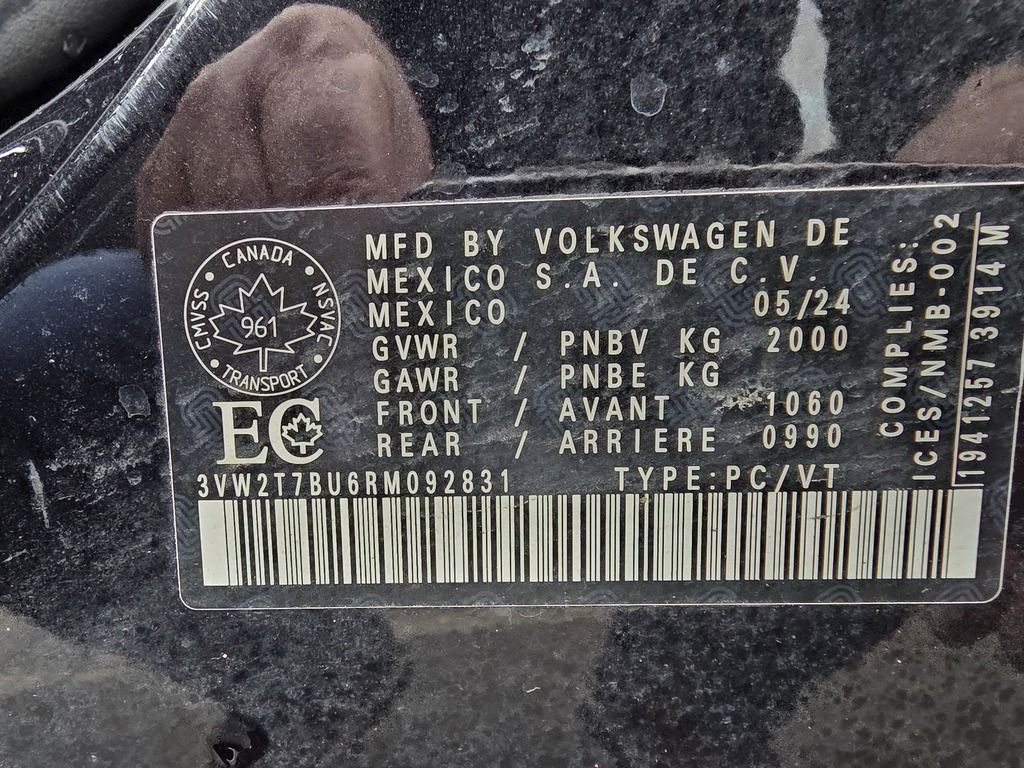 CANADA
CMVSS
NSVAC
961
TRANSPORT
EC
MFD BY VOLKSWAGEN DE
MEXICO S.A. DE C.V.
MEXICO 05/24
GVWR / PNBV KG 2000
GAWR / PNBE KG
FRONT / AVANT 1060
REAR / ARRIERE 0990
3VW2T7BU6RM092831 TYPE:PC/VT
COMPLIES:
ICES/NMB-002
1941257 3914 M